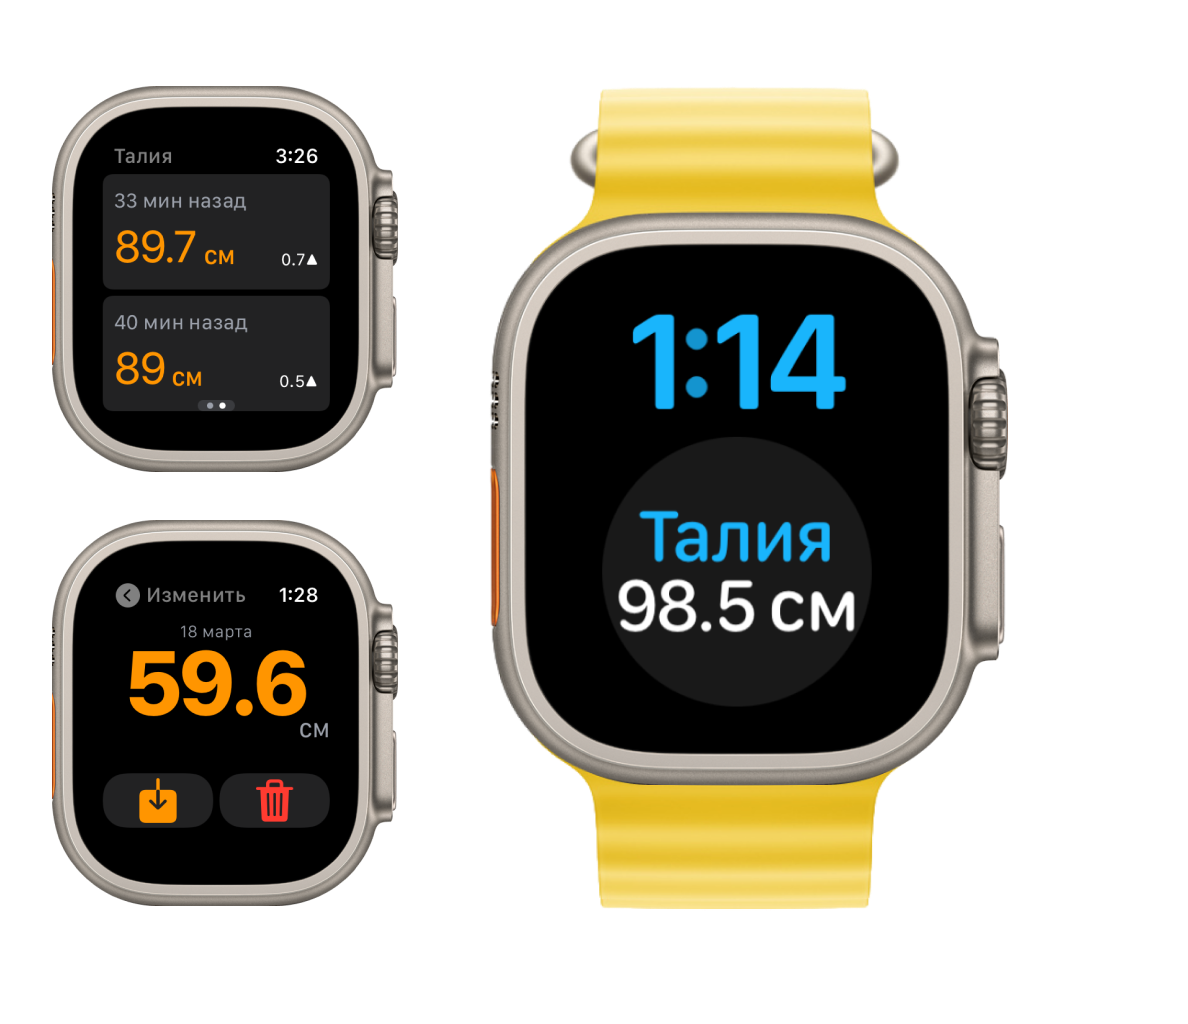 Талия 3:26
33 мин назад
89.7 см 0.7▲
40 мин назад
89 см 0.5▲
Изменить 1:28
18 марта
59.6
см
1:14
Талия
98.5 см